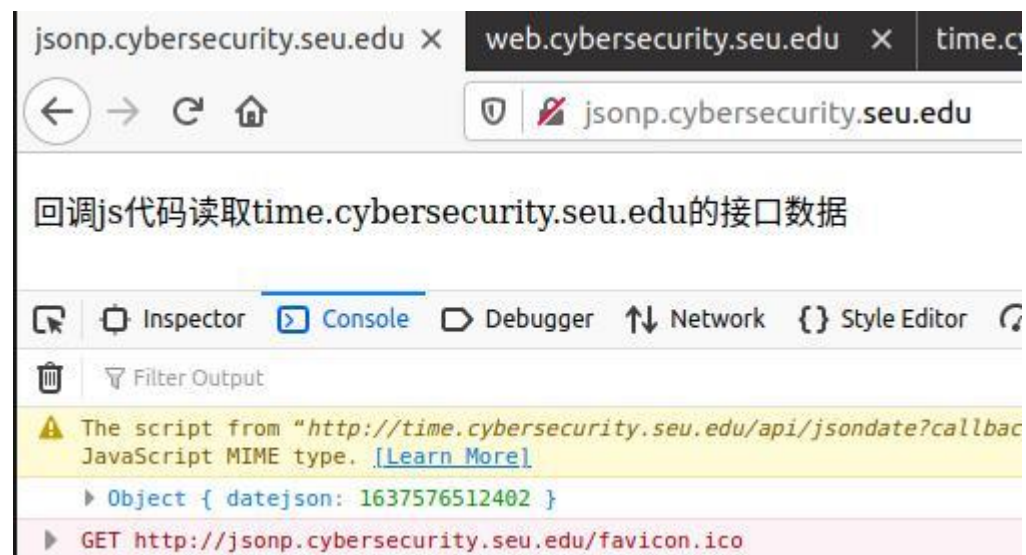 jsonp.cybersecurity.seu.edu × web.cybersecurity.seu.edu × time.cy
jsonp.cybersecurity.seu.edu
回调js代码读取time.cybersecurity.seu.edu的接口数据
Inspector Console Debugger Network {} Style Editor
Filter Output
The script from “http://time.cybersecurity.seu.edu/api/jsondate?callbac
JavaScript MIME type. [Learn More]
Object { datejson: 1637576512402 }
GET http://jsonp.cybersecurity.seu.edu/favicon.ico